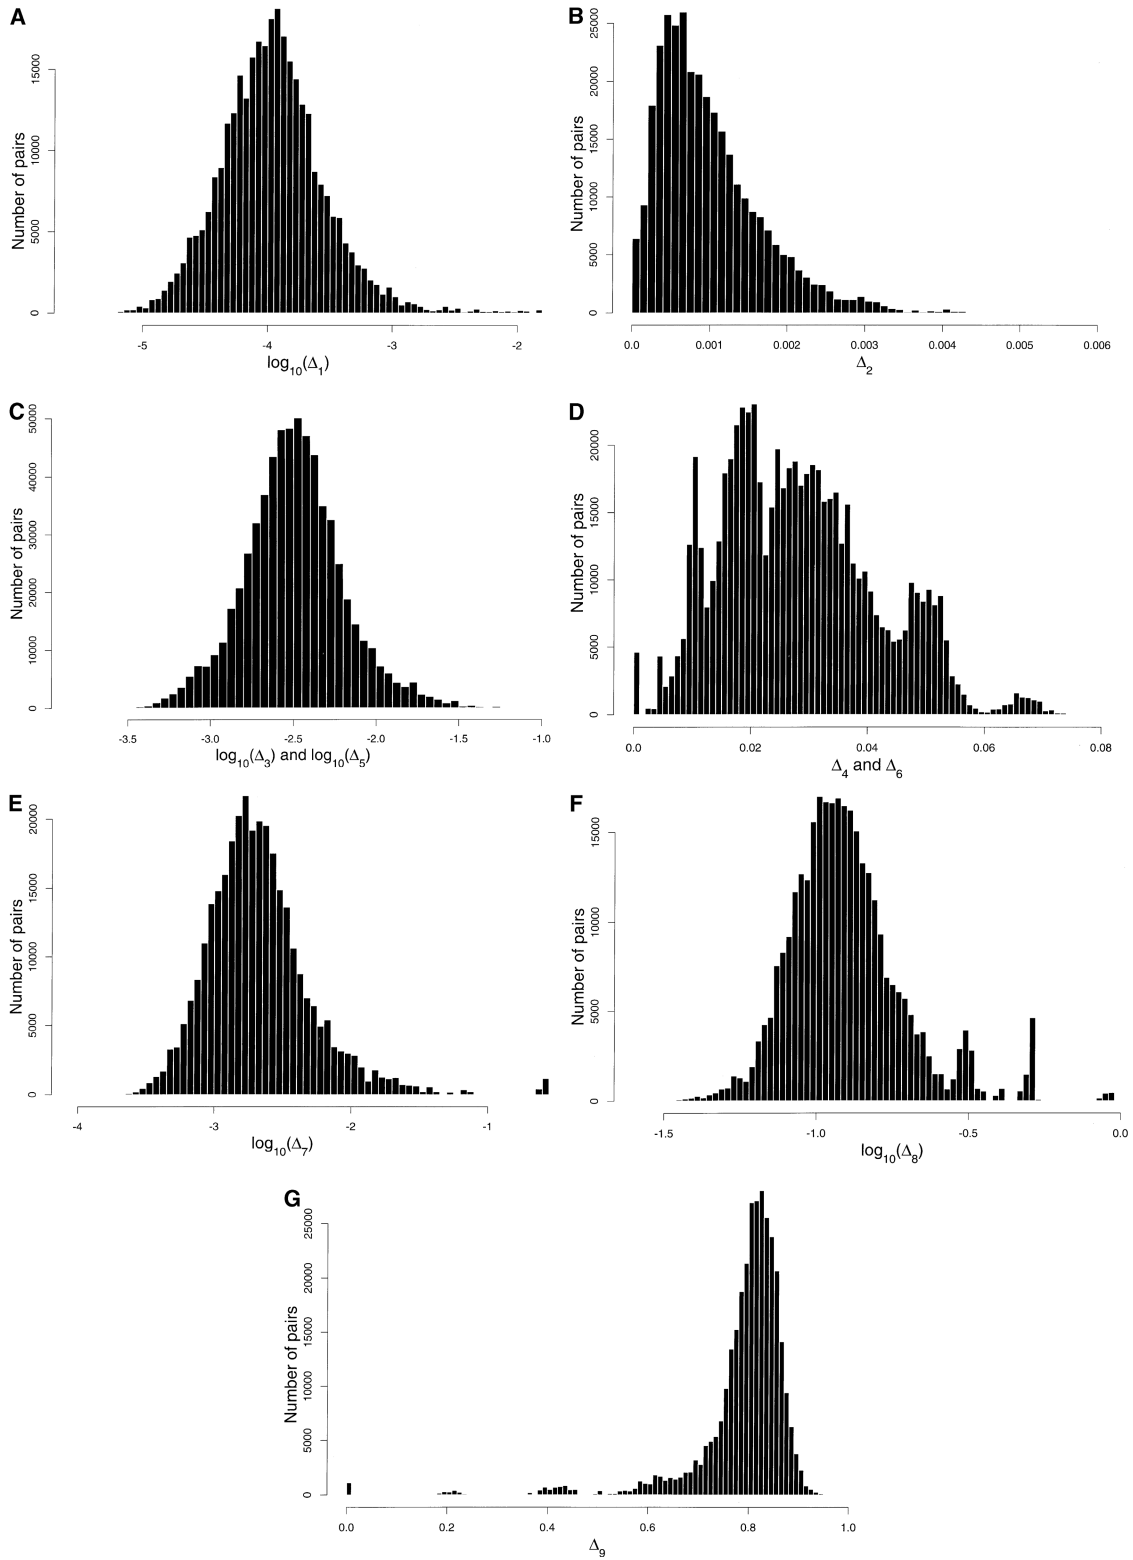 A
Number of pairs
0 5000 10000 15000
-5 -4 -3 -2
log10(Δ1)
B
Number of pairs
0 5000 10000 15000 20000 25000
0.0 0.001 0.002 0.003 0.004 0.005 0.006
Δ2
C
Number of pairs
0 10000 20000 30000 40000 50000
-3.5 -3.0 -2.5 -2.0 -1.5 -1.0
log10(Δ3) and log10(Δ5)
D
Number of pairs
0 5000 10000 15000 20000
0.0 0.02 0.04 0.06 0.08
Δ4 and Δ6
E
Number of pairs
0 5000 10000 15000 20000
-4 -3 -2 -1
log10(Δ7)
F
Number of pairs
0 5000 10000 15000
-1.5 -1.0 -0.5 0.0
log10(Δ8)
G
Number of pairs
0 5000 10000 15000 20000 25000
0.0 0.2 0.4 0.6 0.8 1.0
Δ9